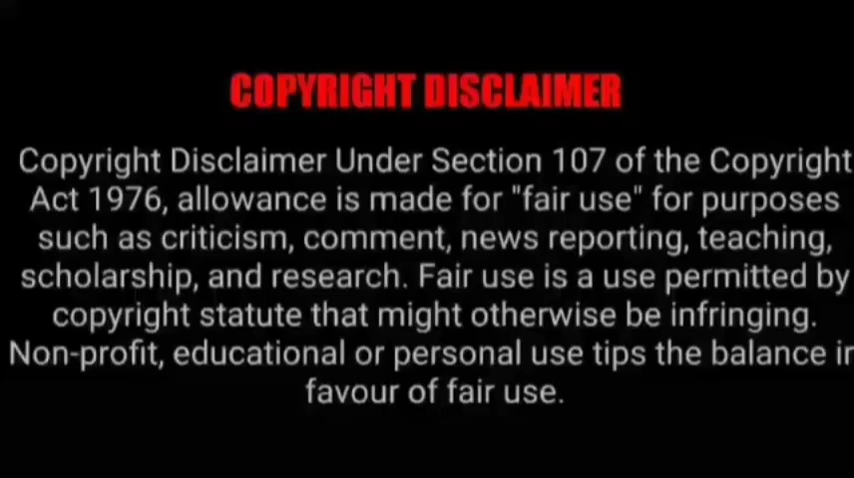 COPYRIGHT DISCLAIMER
Copyright Disclaimer Under Section 107 of the Copyright
Act 1976, allowance is made for "fair use" for purposes
such as criticism, comment, news reporting, teaching,
scholarship, and research. Fair use is a use permitted by
copyright statute that might otherwise be infringing.
Non-profit, educational or personal use tips the balance in
favour of fair use.